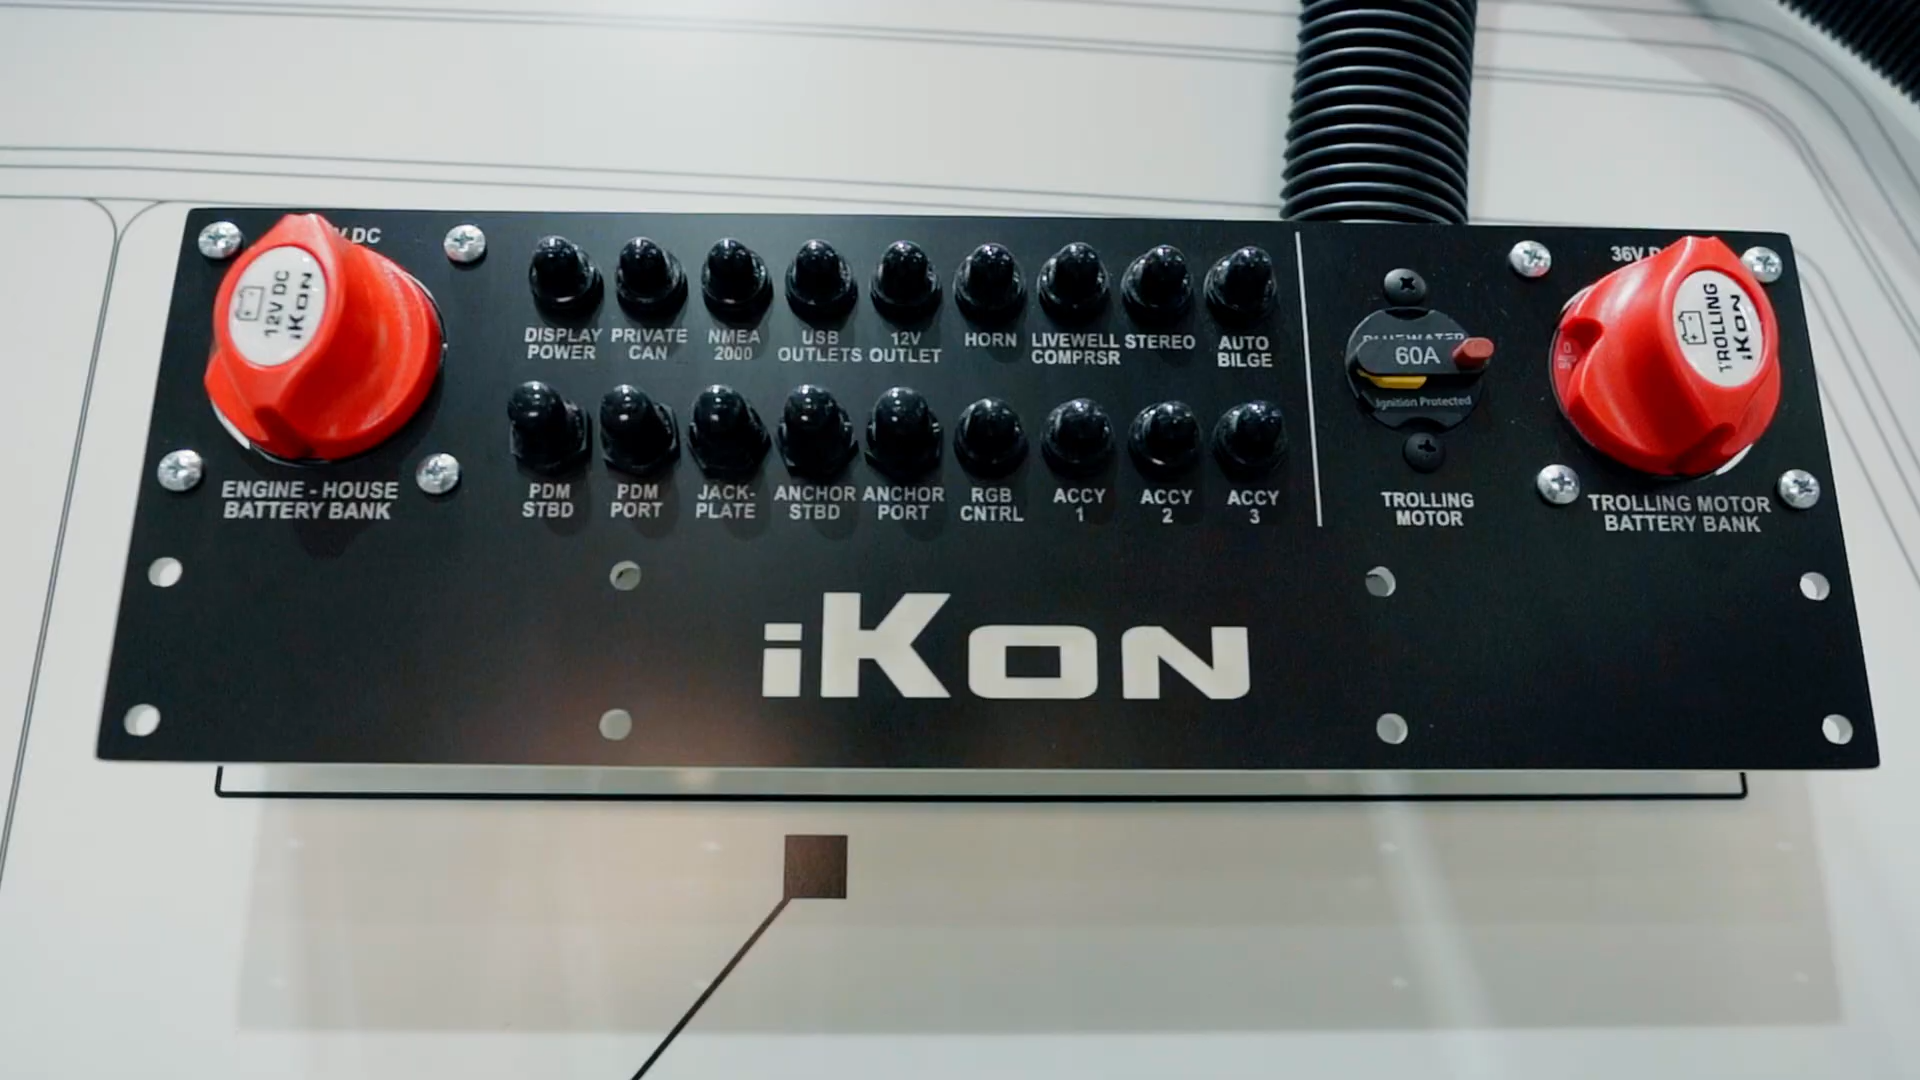 V DC
12V DC
iKON
DISPLAY
POWER
PRIVATE
CAN
NMEA
2000
USB
OUTLETS
12V
OUTLET
HORN
LIVEWELL
COMPRSR
STEREO
AUTO
BILGE
BLUEWATER
60A
Ignition Protected
36V D
TROLLING
iKON
ENGINE - HOUSE
BATTERY BANK
PDM
STBD
PDM
PORT
JACK-
PLATE
ANCHOR
STBD
ANCHOR
PORT
RGB
CNTRL
ACCY
1
ACCY
2
ACCY
3
TROLLING
MOTOR
TROLLING MOTOR
BATTERY BANK
iKON